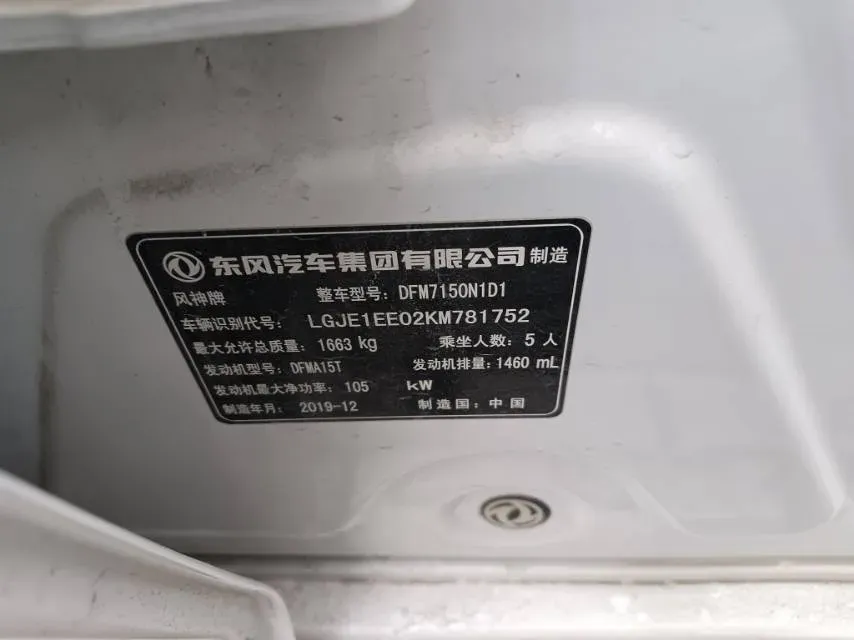 东风汽车集团有限公司制造
风神牌 整车型号：DFM7150N1D1
车辆识别代号：LGJE1EE02KM781752
最大允许总质量：1663 kg 乘坐人数：5 人
发动机型号：DFMA15T 发动机排量：1460 mL
发动机最大净功率：105 kW
制造年月：2019-12 制造国：中国